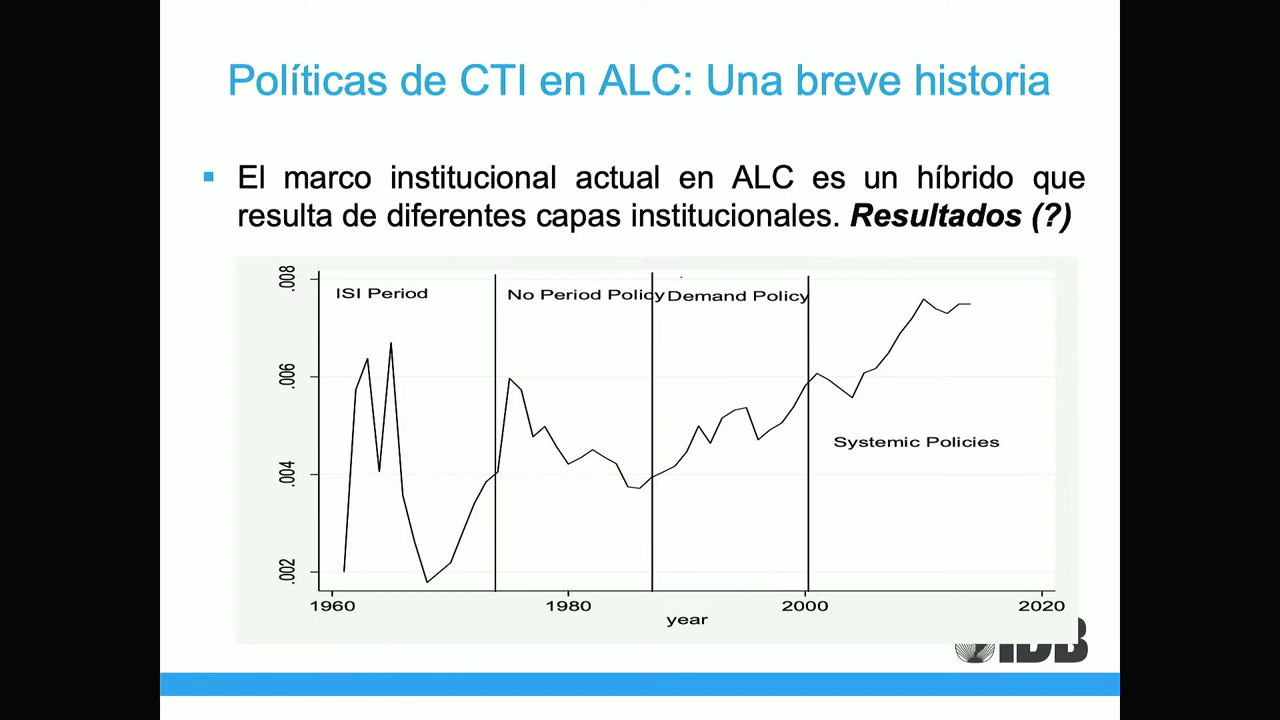 Políticas de CTI en ALC: Una breve historia
El marco institucional actual en ALC es un híbrido que
resulta de diferentes capas institucionales. Resultados (?)
.008
ISI Period
No Period Policy
Demand Policy
.006
Systemic Policies
.004
.002
1960
1980
2000
2020
year
IDB